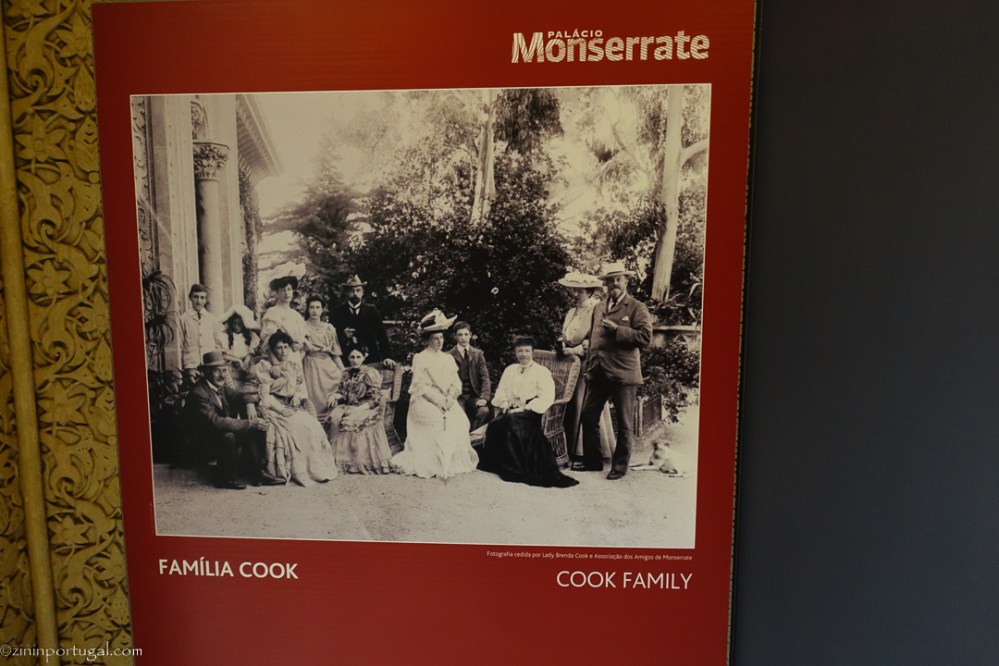 PALÁCIO
Monserrate
Fotografia cedida por Lady Brenda Cook e Associação dos Amigos de Monserrate
FAMÍLIA COOK
COOK FAMILY
©zininportugal.com